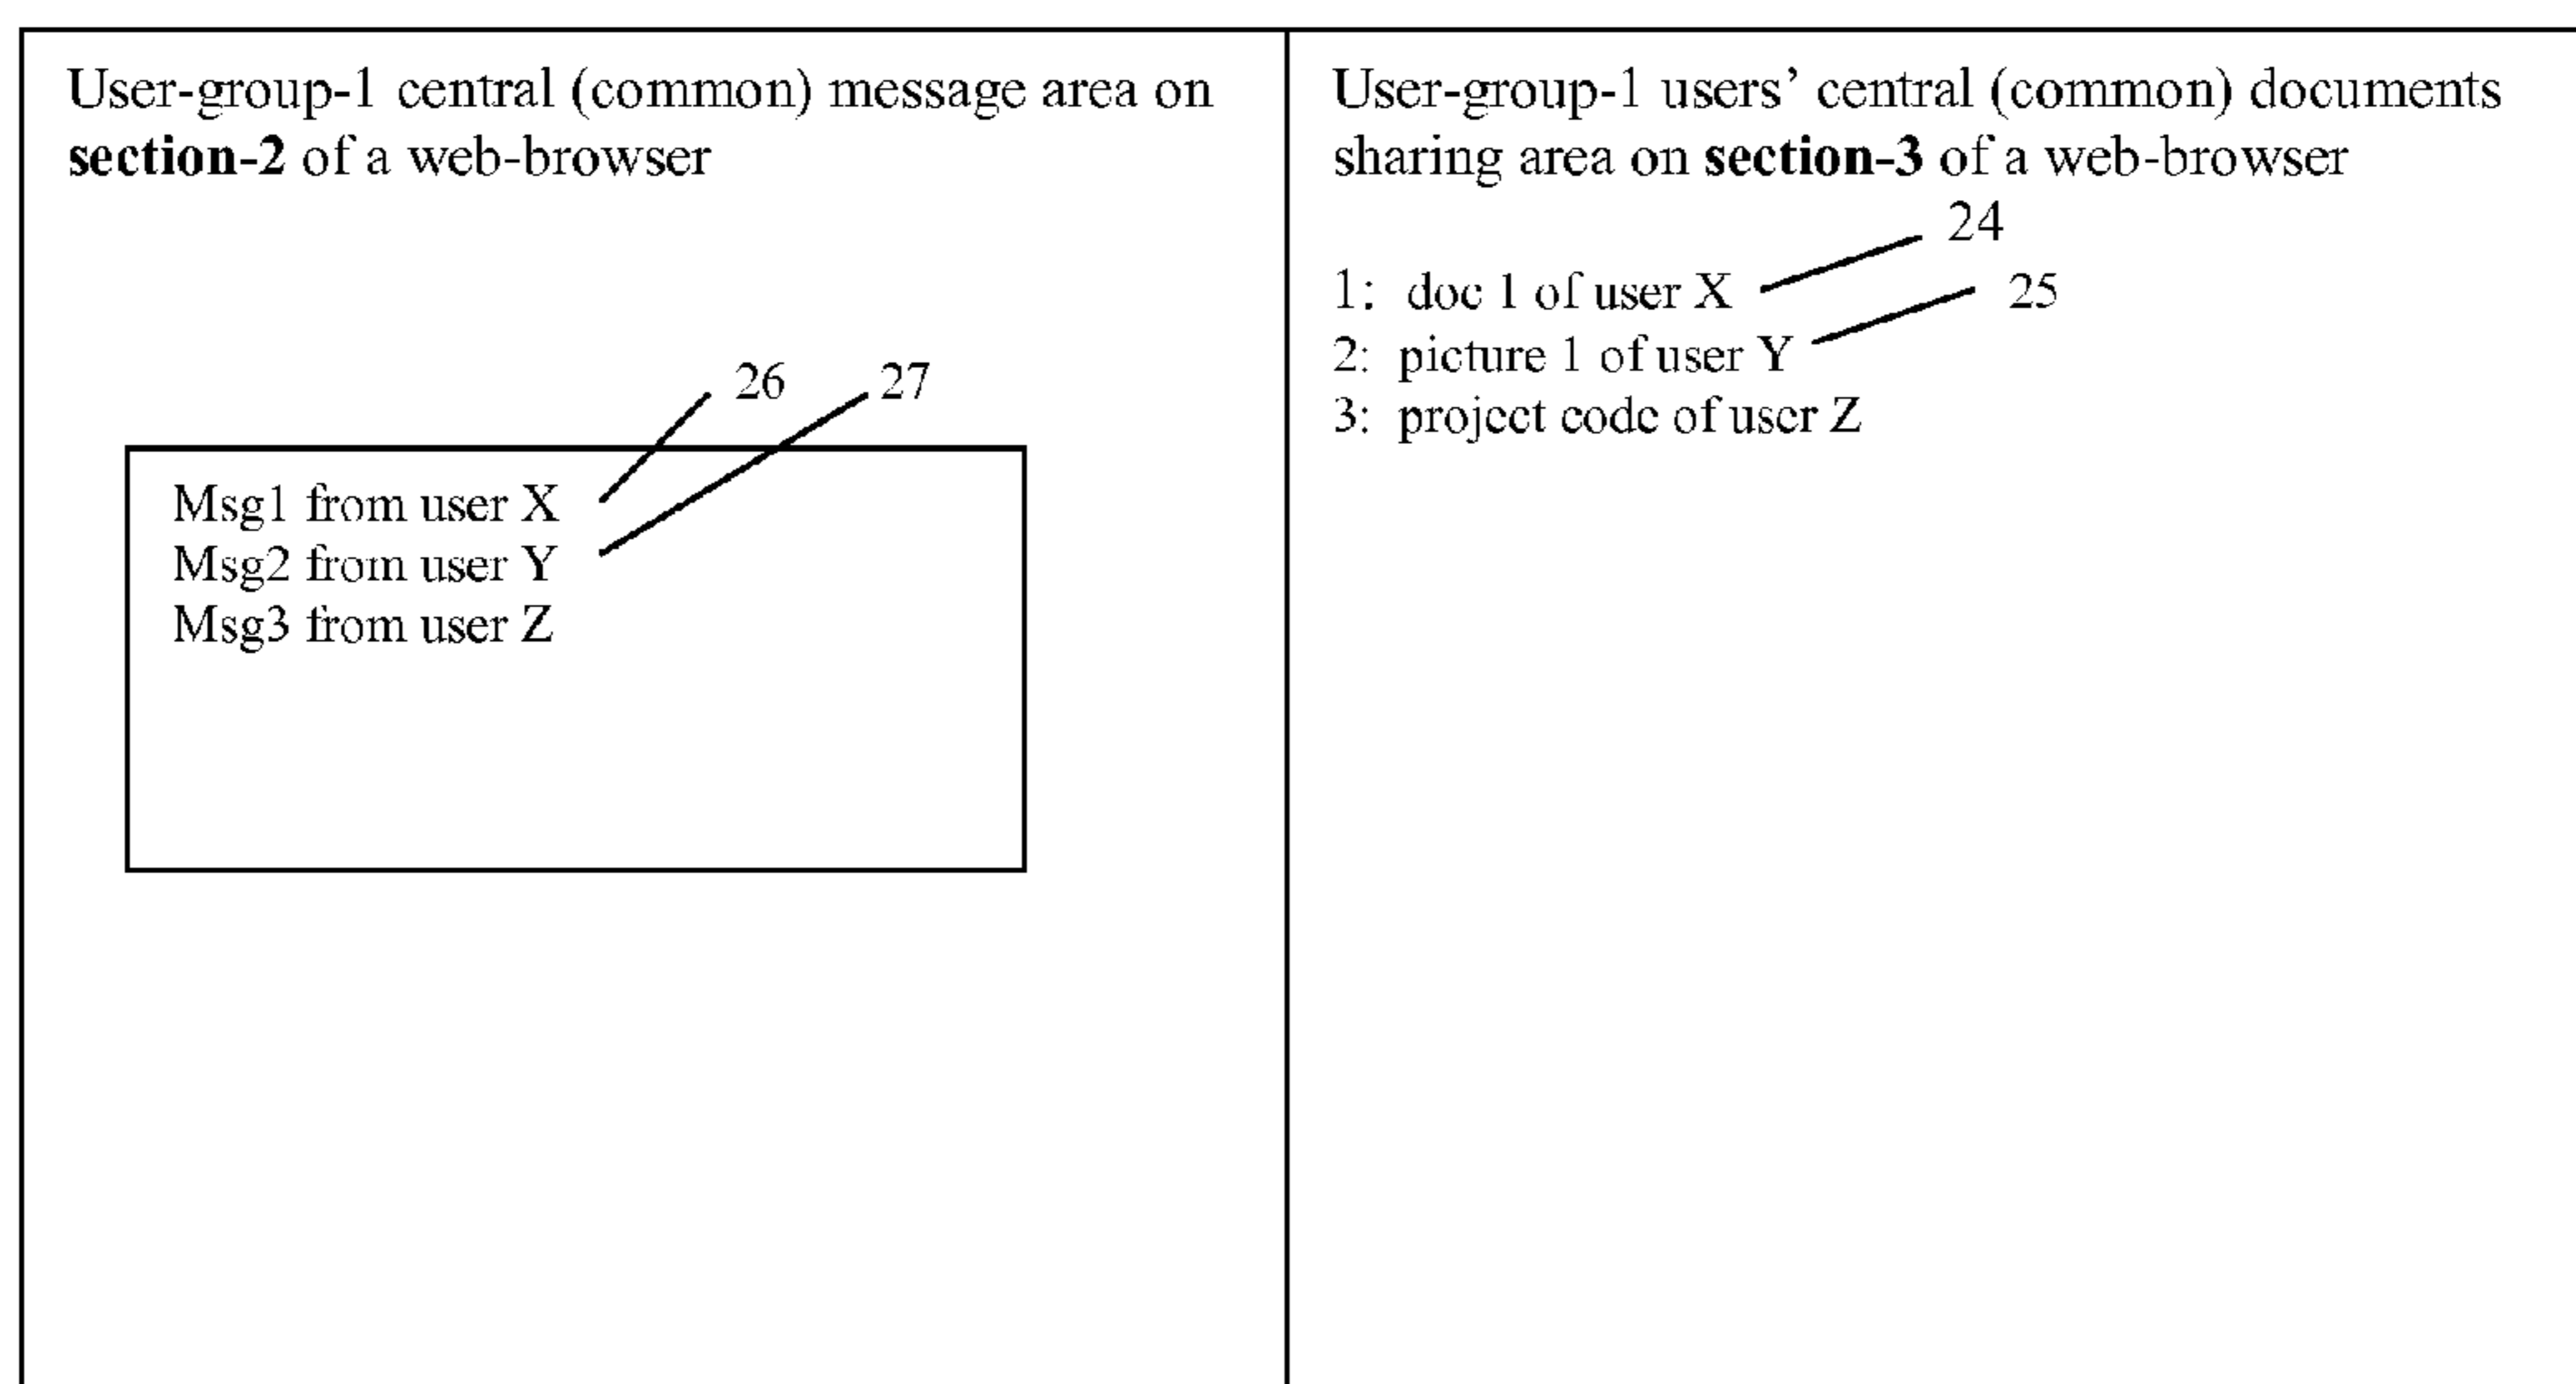 User-group-1 central (common) message area on
section-2 of a web-browser
26
27
Msg1 from user X
Msg2 from user Y
Msg3 from user Z
User-group-1 users’ central (common) documents
sharing area on section-3 of a web-browser
24
1: doc 1 of user X
25
2: picture 1 of user Y
3: project code of user Z